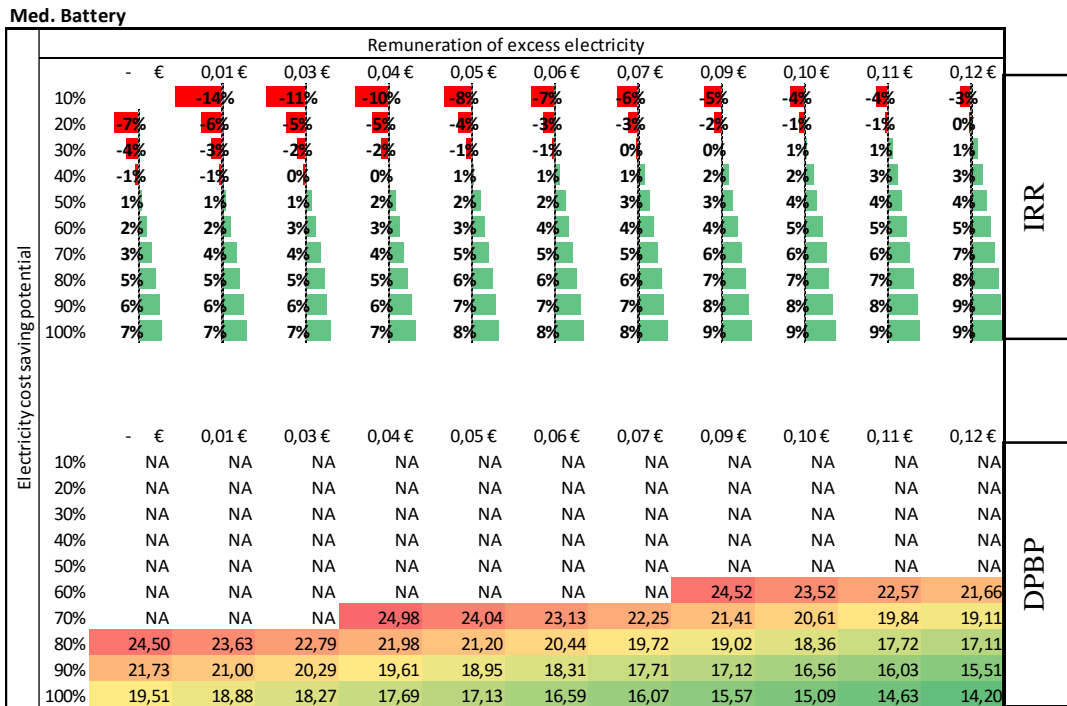 Med. Battery
Remuneration of excess electricity
- € 0,01 € 0,03 € 0,04 € 0,05 € 0,06 € 0,07 € 0,09 € 0,10 € 0,11 € 0,12 €
10% -14% -11% -10% -8% -7% -6% -5% -4% -4% -3%
20% -7% -6% -5% -5% -4% -3% -3% -2% -1% -1% 0%
30% -4% -3% -2% -2% -1% -1% 0% 0% 1% 1% 1%
40% -1% -1% 0% 0% 1% 1% 1% 2% 2% 3% 3%
50% 1% 1% 1% 2% 2% 2% 3% 3% 4% 4% 4%
60% 2% 2% 3% 3% 3% 4% 4% 4% 5% 5% 5%
70% 3% 4% 4% 4% 5% 5% 5% 6% 6% 6% 7%
80% 5% 5% 5% 5% 6% 6% 6% 7% 7% 7% 8%
90% 6% 6% 6% 6% 7% 7% 7% 8% 8% 8% 9%
100% 7% 7% 7% 7% 8% 8% 8% 9% 9% 9% 9%
IRR
Electricity cost saving potential
- € 0,01 € 0,03 € 0,04 € 0,05 € 0,06 € 0,07 € 0,09 € 0,10 € 0,11 € 0,12 €
10% NA NA NA NA NA NA NA NA NA NA NA
20% NA NA NA NA NA NA NA NA NA NA NA
30% NA NA NA NA NA NA NA NA NA NA NA
40% NA NA NA NA NA NA NA NA NA NA NA
50% NA NA NA NA NA NA NA NA NA NA NA
60% NA NA NA NA NA NA NA 24,52 23,52 22,57 21,66
70% NA NA NA 24,98 24,04 23,13 22,25 21,41 20,61 19,84 19,11
80% 24,50 23,63 22,79 21,98 21,20 20,44 19,72 19,02 18,36 17,72 17,11
90% 21,73 21,00 20,29 19,61 18,95 18,31 17,71 17,12 16,56 16,03 15,51
100% 19,51 18,88 18,27 17,69 17,13 16,59 16,07 15,57 15,09 14,63 14,20
DPBP